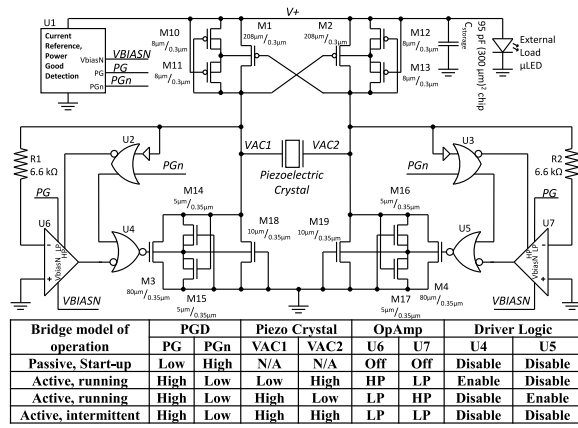 U1
Current
Reference,
Power
Good
Detection
VbiasN
PG
PGn
VBIASN
PG
PGn
V+
M10
8µm/0.3µm
M11
8µm/0.3µm
M1
208µm/0.3µm
M2
208µm/0.3µm
M12
8µm/0.3µm
M13
8µm/0.3µm
Cstorage
95 pF (300 µm)² chip
External
Load
µLED
R1
6.6 kΩ
U2
PGn
VAC1
VAC2
Piezoelectric
Crystal
U3
PGn
R2
6.6 kΩ
PG
U6
LP
HP
VbiasN
VBIASN
U4
M3
80µm/0.35µm
M14
5µm/0.35µm
M15
5µm/0.35µm
M18
10µm/0.35µm
M19
10µm/0.35µm
M16
5µm/0.35µm
M17
5µm/0.35µm
M4
80µm/0.35µm
U5
PG
U7
LP
HP
VbiasN
VBIASN
Bridge model of operation PGD Piezo Crystal OpAmp Driver Logic
PG PGn VAC1 VAC2 U6 U7 U4 U5
Passive, Start-up Low High N/A N/A Off Off Disable Disable
Active, running High Low Low High HP LP Enable Disable
Active, running High Low High Low LP HP Disable Enable
Active, intermittent High Low High High LP LP Disable Disable